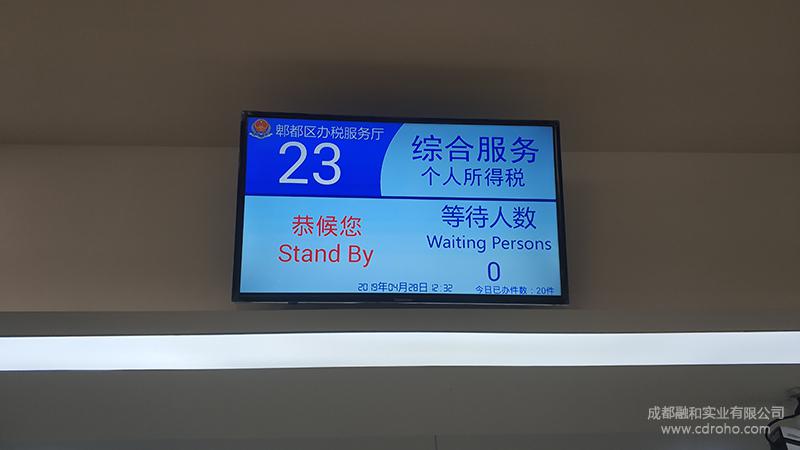 郫都区办税服务厅
23
综合服务
个人所得税
恭候您
Stand By
等待人数
Waiting Persons
0
2019年04月28日 12:32
今日已办件数：20件
成都融和实业有限公司
www.cdroho.com